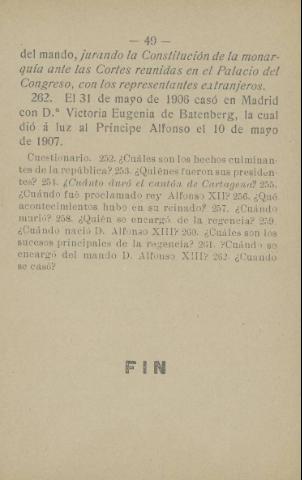 — 49 —
del mando, jurando la Constitución de la monar-
quía ante las Cortes reunidas en el Palacio del
Congreso, con los representantes extranjeros.
262. El 31 de mayo de 1906 casó en Madrid
con D.ª Victoria Eugenia de Batenberg, la cual
dió á luz al Príncipe Alfonso el 10 de mayo
de 1907.
Cuestionario. 252. ¿Cuáles son los hechos culminan-
tes de la república? 253. ¿Quiénes fueron sus presiden-
tes? 254. ¿Cuánto duró el cantón de Cartagena? 255.
¿Cuándo fué proclamado rey Alfonso XII? 256. ¿Qué
acontecimientos hubo en su reinado? 257. ¿Cuándo
murió? 258. ¿Quién se encargó de la regencia? 259.
¿Cuándo nació D. Alfonso XIII? 260. ¿Cuáles son los
sucesos principales de la regencia? 261. ?Cuándo se
encargó del mando D. Alfonso XIII? 262. ¿Cuando
se casó?
FIN